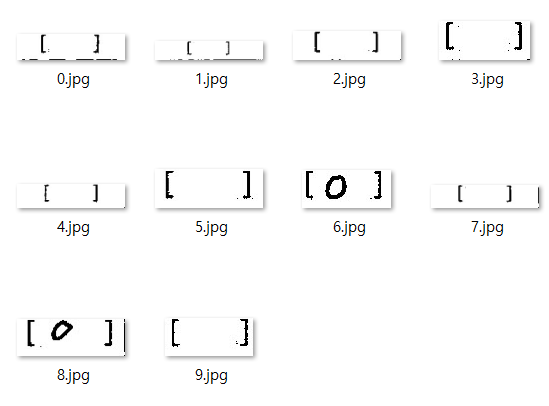 [ ] [ ] [ ] [ ]
0.jpg 1.jpg 2.jpg 3.jpg
[ ] [ ] [ 0 ] [ ]
4.jpg 5.jpg 6.jpg 7.jpg
[ 0 ] [ ]
8.jpg 9.jpg